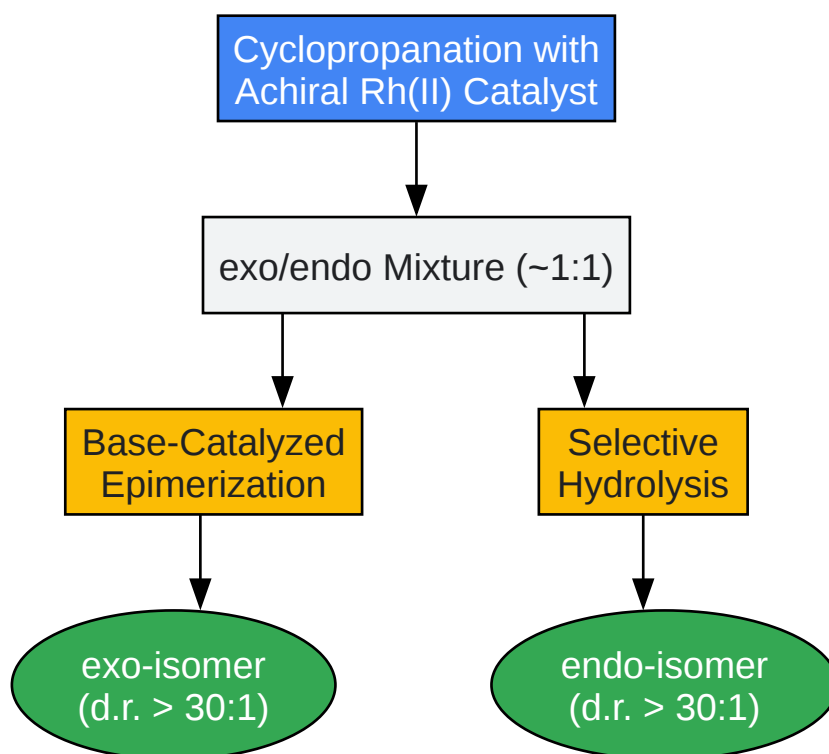 Cyclopropanation with
Achiral Rh(II) Catalyst
exo/endo Mixture (~1:1)
Base-Catalyzed
Epimerization
Selective
Hydrolysis
exo-isomer
(d.r. > 30:1)
endo-isomer
(d.r. > 30:1)